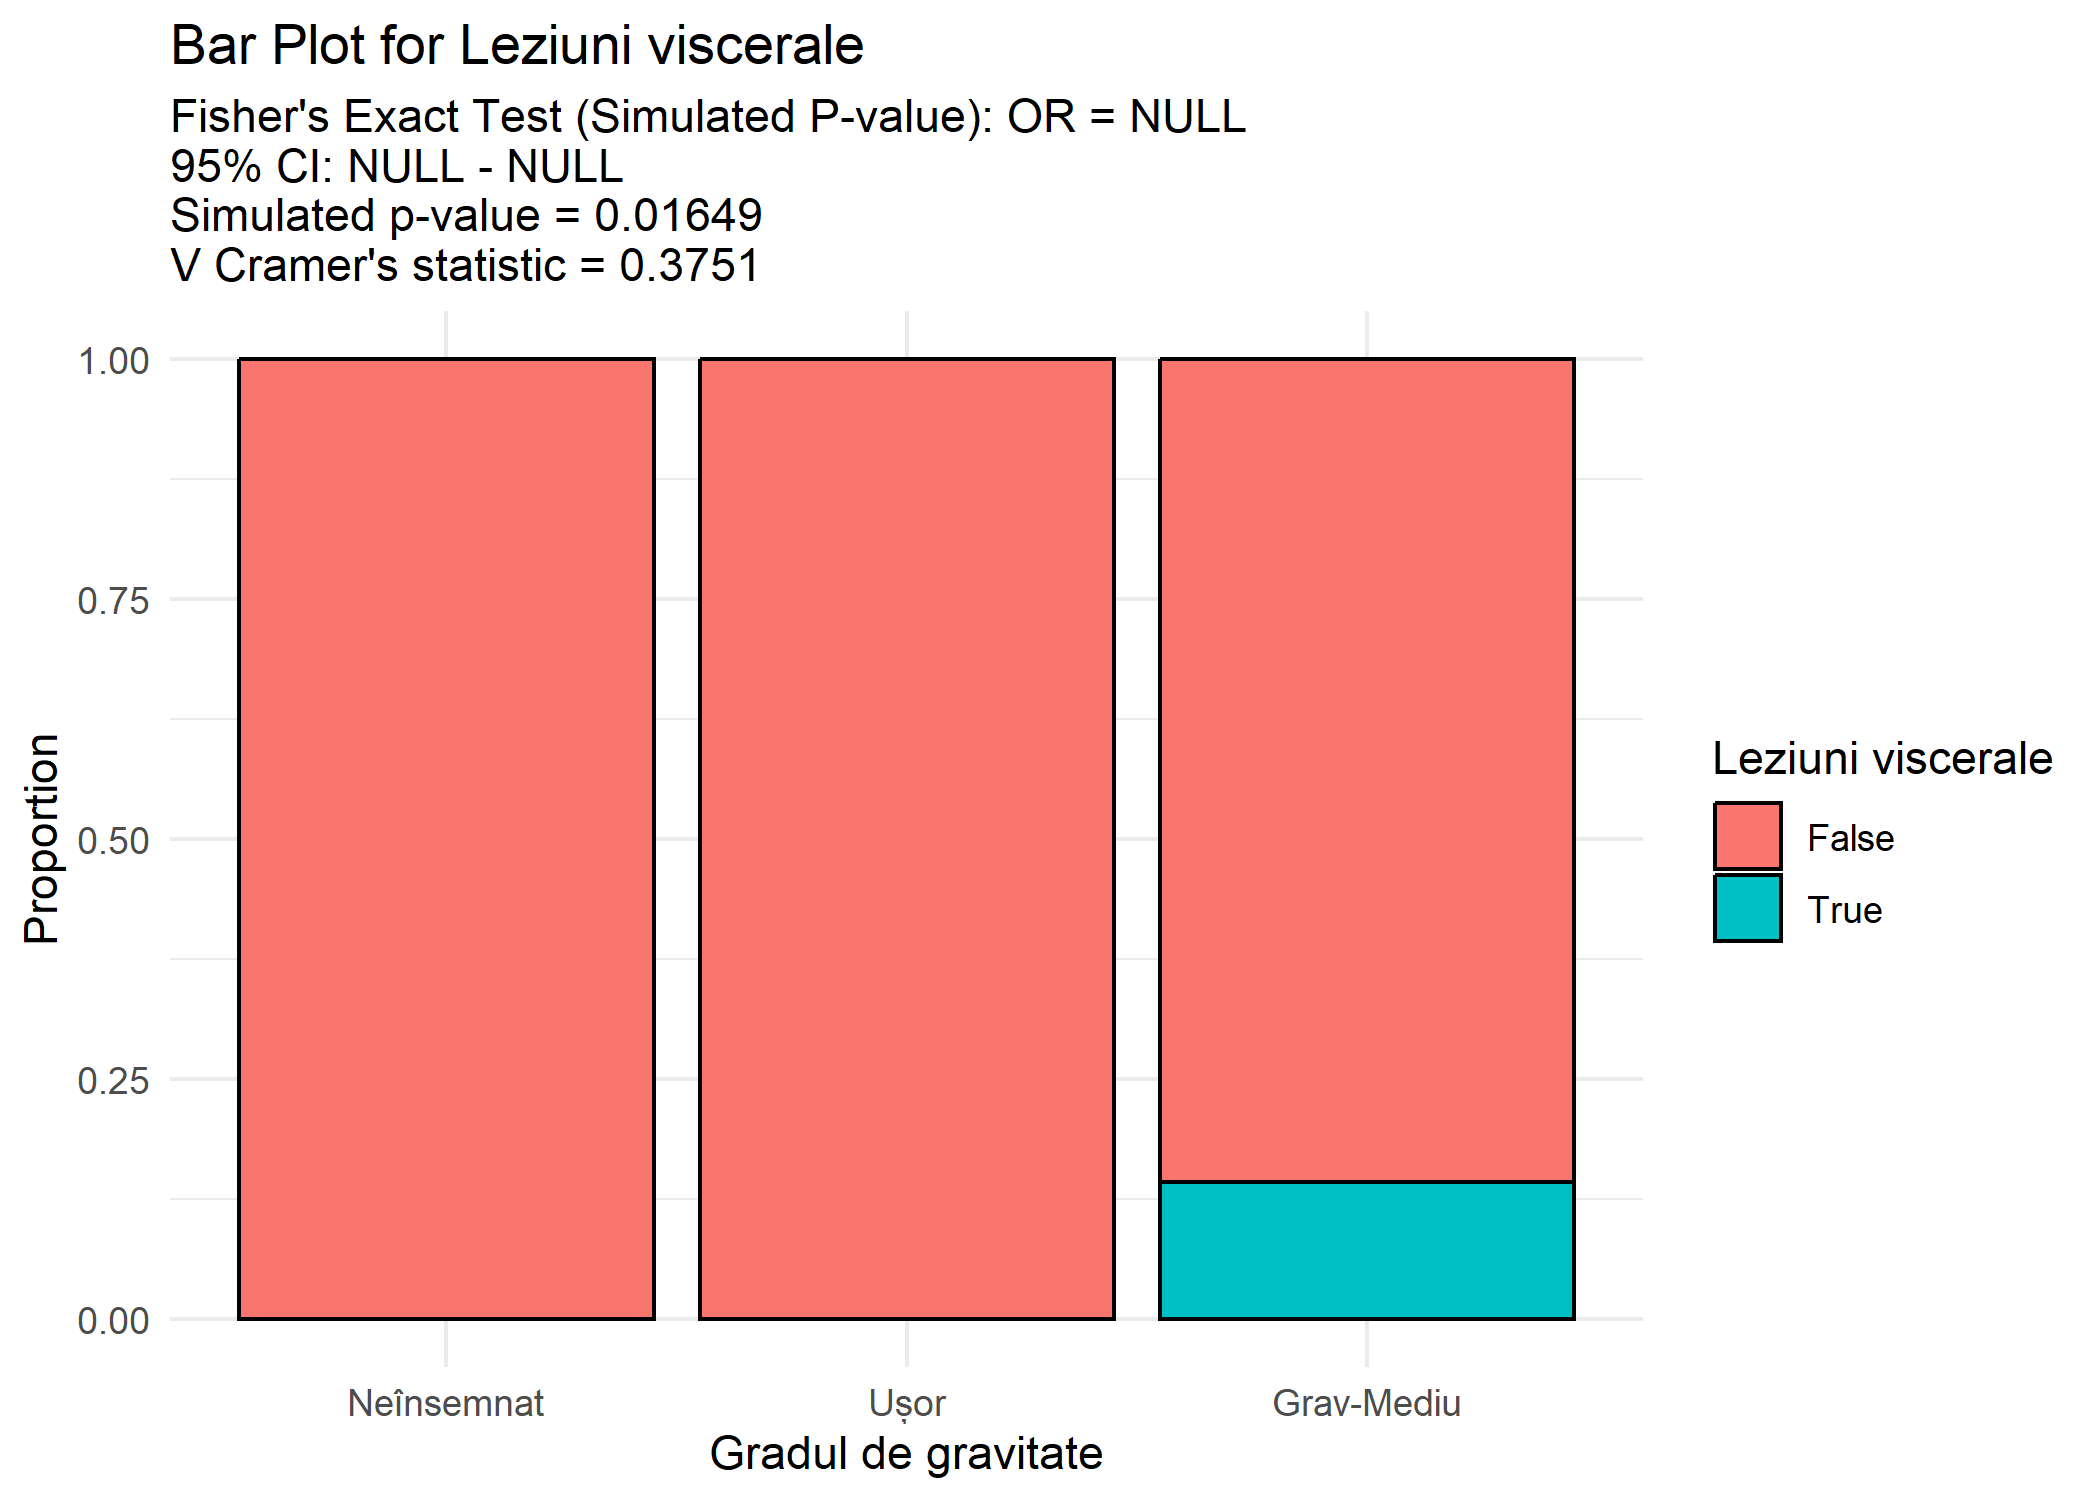 Bar Plot for Leziuni viscerale
Fisher's Exact Test (Simulated P-value): OR = NULL
95% CI: NULL - NULL
Simulated p-value = 0.01649
V Cramer's statistic = 0.3751
1.00
0.75
0.50
0.25
0.00
Proportion
Neînsemnat
Ușor
Grav-Mediu
Gradul de gravitate
Leziuni viscerale
False
True